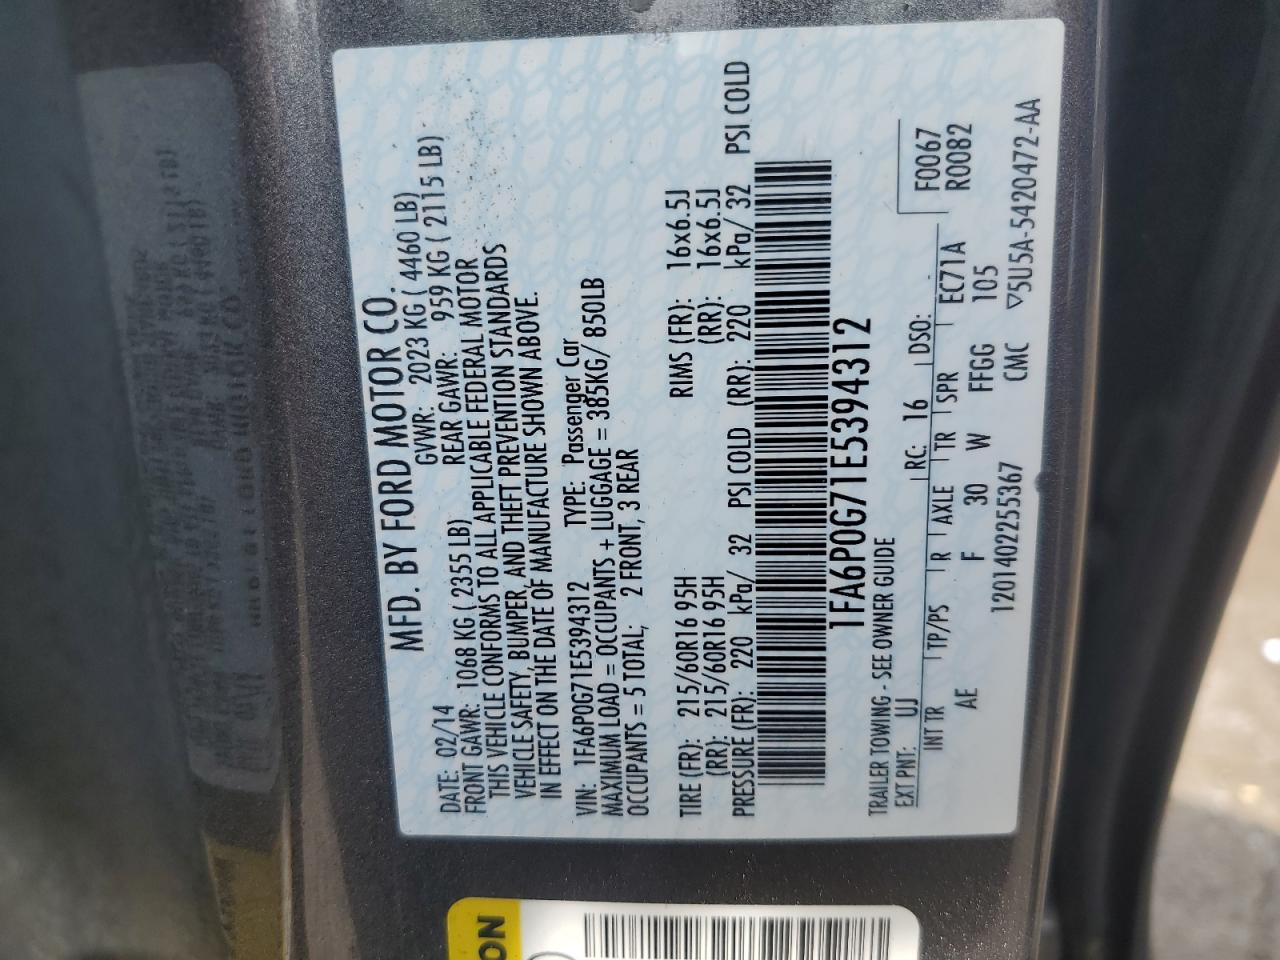 MFD. BY FORD MOTOR CO.
DATE: 02/14 GVWR: 2023 KG ( 4460 LB)
FRONT GAWR: 1068 KG ( 2355 LB) REAR GAWR: 959 KG ( 2115 LB)
THIS VEHICLE CONFORMS TO ALL APPLICABLE FEDERAL MOTOR
VEHICLE SAFETY, BUMPER, AND THEFT PREVENTION STANDARDS
IN EFFECT ON THE DATE OF MANUFACTURE SHOWN ABOVE.
VIN: 1FA6P0G71E5394312 TYPE: Passenger Car
MAXIMUM LOAD = OCCUPANTS + LUGGAGE = 385KG/ 850LB
OCCUPANTS = 5 TOTAL; 2 FRONT, 3 REAR
TIRE (FR): 215/60R16 95H RIMS (FR): 16x6.5J
(RR): 215/60R16 95H (RR): 16x6.5J
PRESSURE (FR): 220 kPa/ 32 PSI COLD (RR): 220 kPa/ 32 PSI COLD
1FA6P0G71E5394312
TRAILER TOWING - SEE OWNER GUIDE
EXT PNT: UJ RC: 16 DSO: F0067
R0082
INT TR TP/PS R AXLE TR SPR EC71A
AE F 30 W FFGG 105
12014022​55367 CMC ▽5U5A-5420472-AA
ON